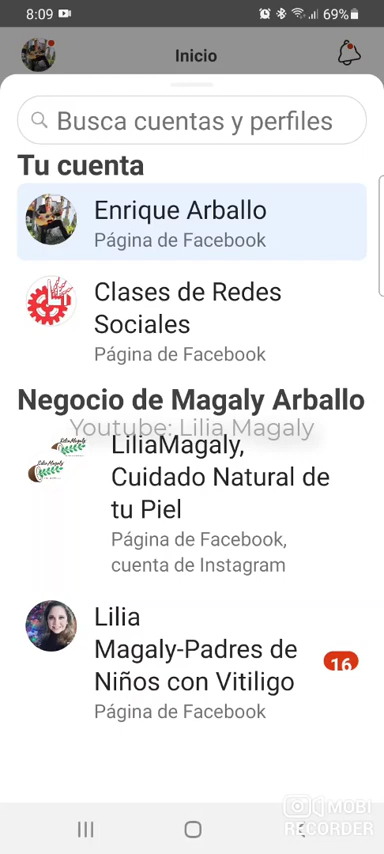 8:09
69%
Inicio
Busca cuentas y perfiles
Tu cuenta
Enrique Arballo
Página de Facebook
Clases de Redes
Sociales
Página de Facebook
Negocio de Magaly Arballo
Youtube: Lilia Magaly
LiliaMagaly,
Cuidado Natural de
tu Piel
Página de Facebook,
cuenta de Instagram
Lilia
Magaly-Padres de
Niños con Vitiligo
16
Página de Facebook
MOBI
RECORDER